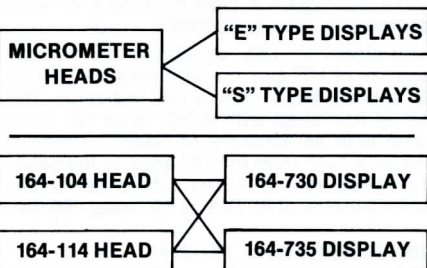 MICROMETER
HEADS
“E” TYPE DISPLAYS
“S” TYPE DISPLAYS
164-104 HEAD
164-730 DISPLAY
164-114 HEAD
164-735 DISPLAY